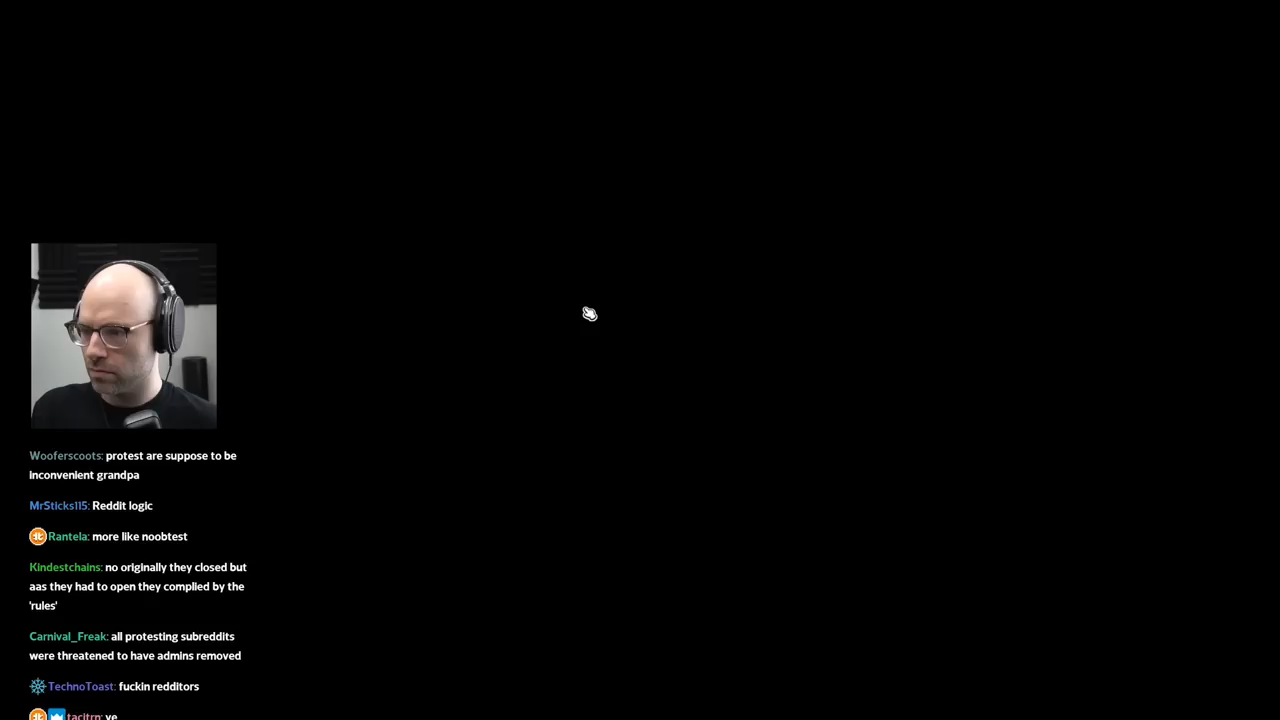 Wooferscoots: protest are suppose to be
inconvenient grandpa
MrSticks115: Reddit logic
Rantela: more like noobtest
Kindestchains: no originally they closed but
aas they had to open they complied by the
'rules'
Carnival_Freak: all protesting subreddits
were threatened to have admins removed
TechnoToast: fuckin redditors
tacitrn: ye